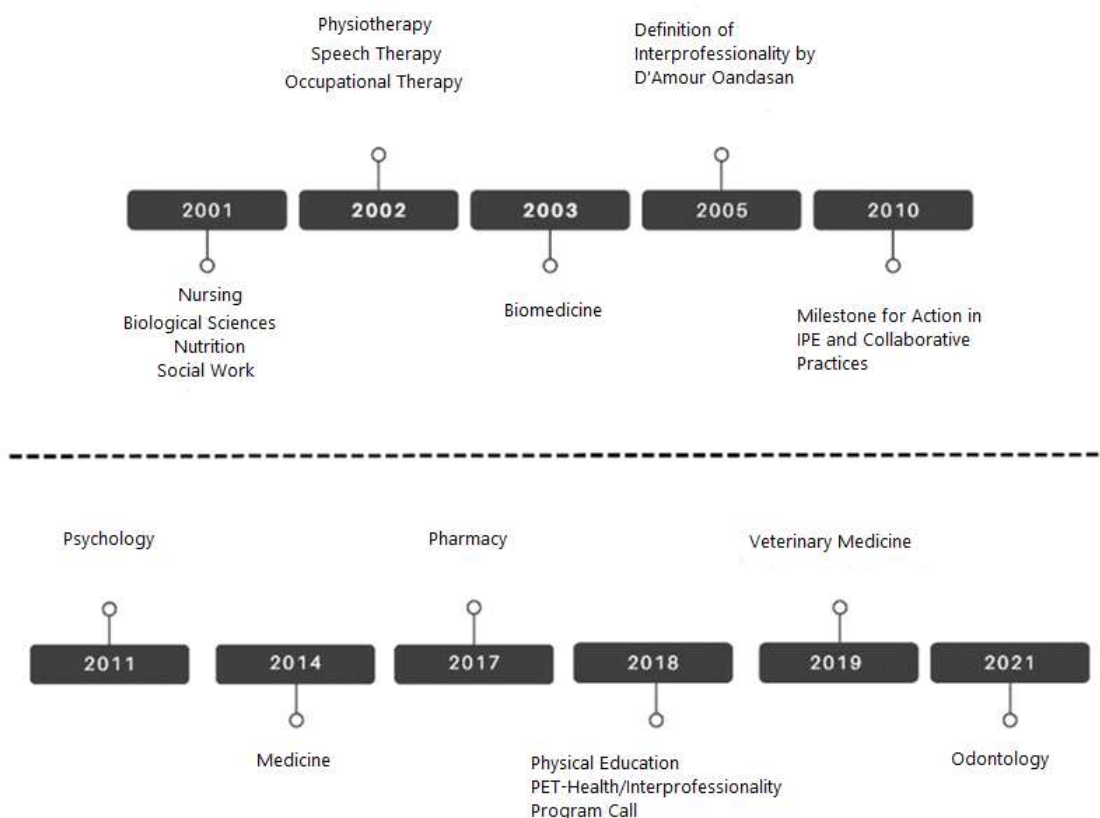 Physiotherapy
Speech Therapy
Occupational Therapy
Definition of
Interprofessionality by
D'Amour Oandasan
2001
2002
2003
2005
2010
Nursing
Biological Sciences
Nutrition
Social Work
Biomedicine
Milestone for Action in
IPE and Collaborative
Practices
Psychology
Pharmacy
Veterinary Medicine
2011
2014
2017
2018
2019
2021
Medicine
Physical Education
PET-Health/Interprofessionality
Program Call
Odontology